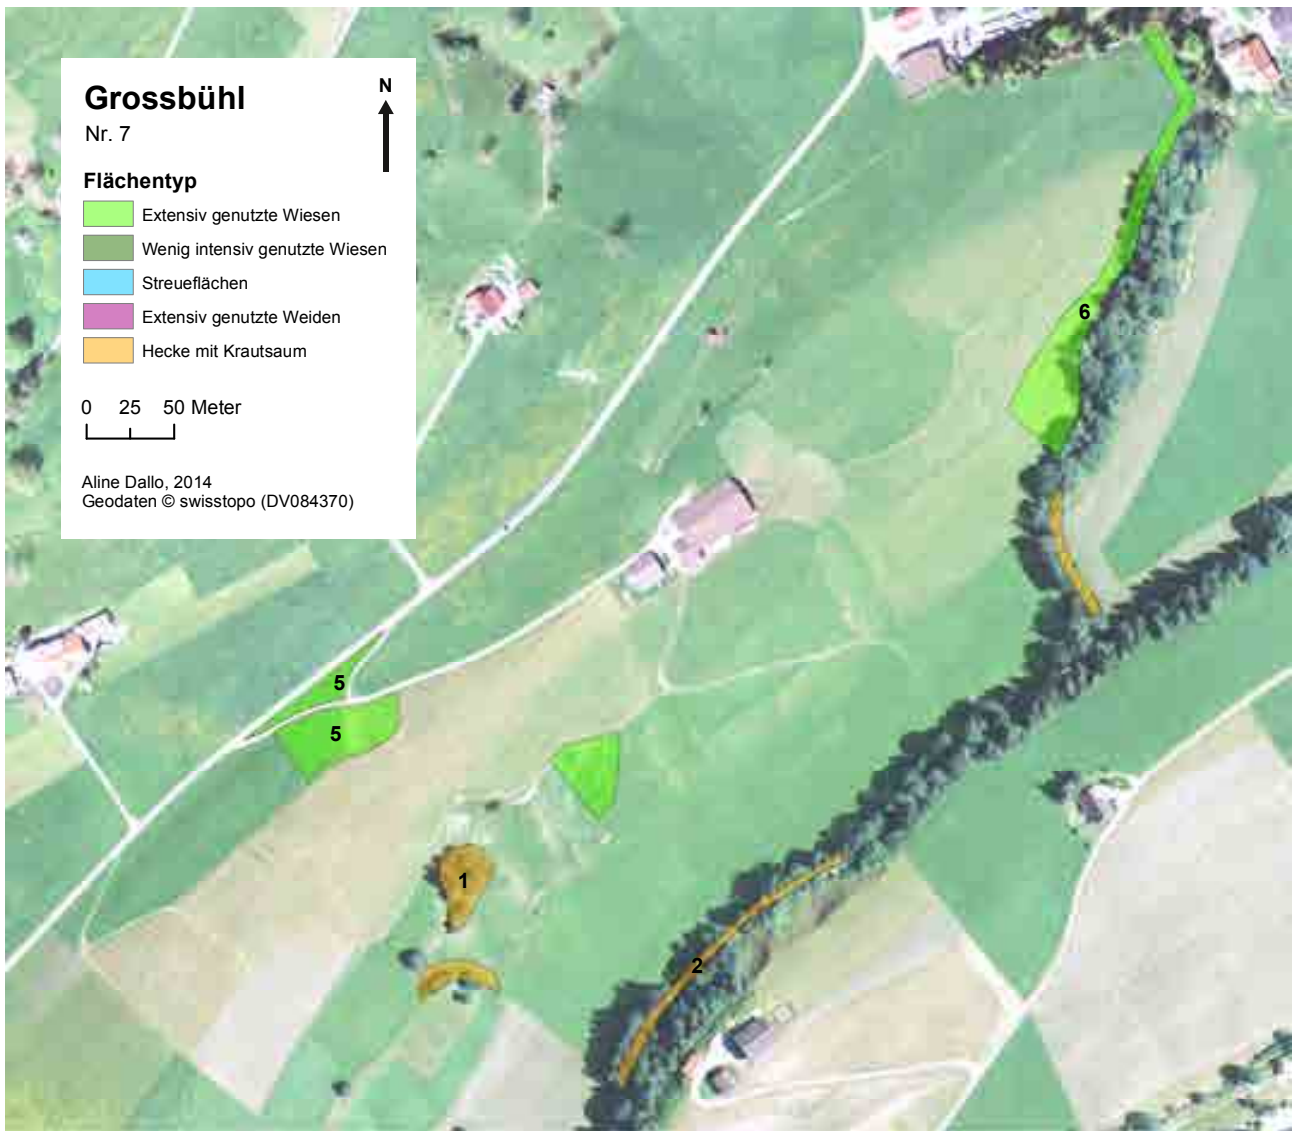 Grossbühl
Nr. 7
N
Flächentyp
Extensiv genutzte Wiesen
Wenig intensiv genutzte Wiesen
Streueflächen
Extensiv genutzte Weiden
Hecke mit Krautsaum
0 25 50 Meter
Aline Dallo, 2014
Geodaten © swisstopo (DV084370)
6
5
5
1
2